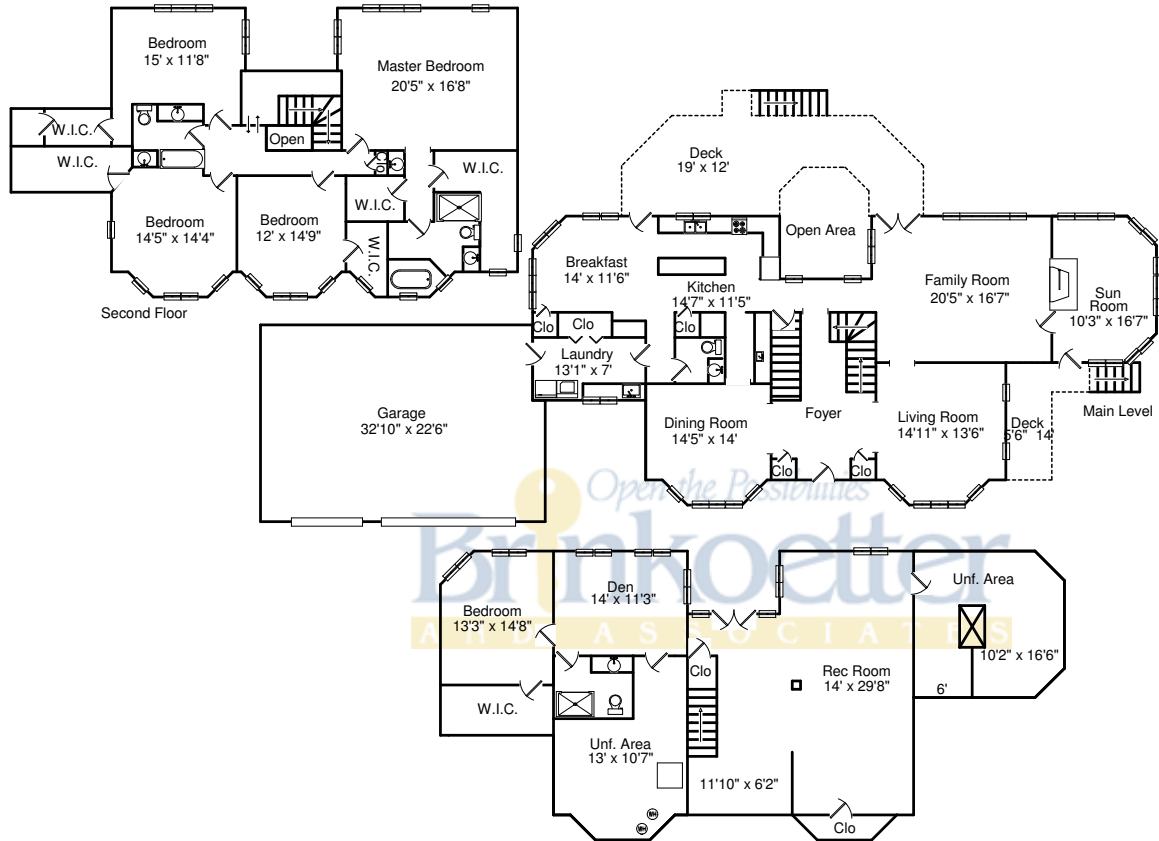 Bedroom
15' x 11'8"
Master Bedroom
20'5" x 16'8"
W.I.C.
Open
W.I.C.
W.I.C.
W.I.C.
Bedroom
14'5" x 14'4"
Bedroom
12' x 14'9"
W.I.C.
Second Floor
Deck
19' x 12'
Open Area
Breakfast
14' x 11'6"
Kitchen
14'7" x 11'5"
Family Room
20'5" x 16'7"
Sun
Room
10'3" x 16'7"
Clo
Clo
Clo
Laundry
13'1" x 7'
Garage
32'10" x 22'6"
Dining Room
14'5" x 14'
Foyer
Living Room
14'11" x 13'6"
Deck
5'6" 14'
Main Level
Clo
Clo
Open the Possibilities
Brinkoetter
AND ASSOCIATES
Bedroom
13'3" x 14'8"
Den
14' x 11'3"
Unf. Area
10'2" x 16'6"
6'
Clo
Rec Room
14' x 29'8"
W.I.C.
Unf. Area
13' x 10'7"
11'10" x 6'2"
WH
WH
Clo